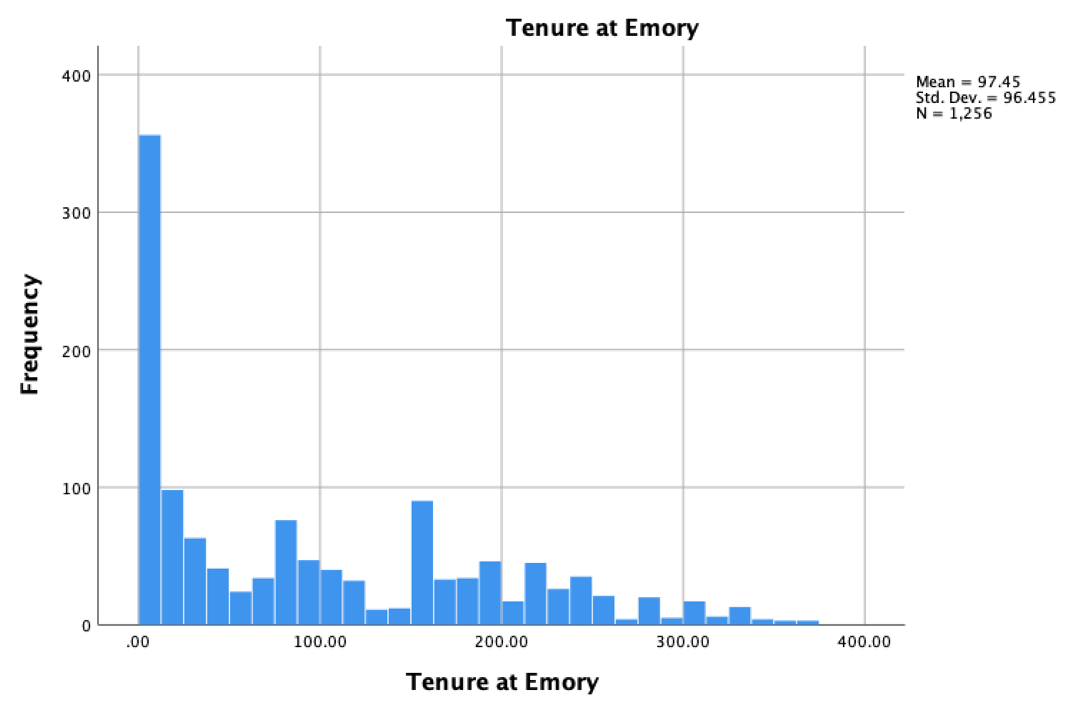 Tenure at Emory
Mean = 97.45
Std. Dev. = 96.455
N = 1,256
Frequency
400
300
200
100
0
.00 100.00 200.00 300.00 400.00
Tenure at Emory